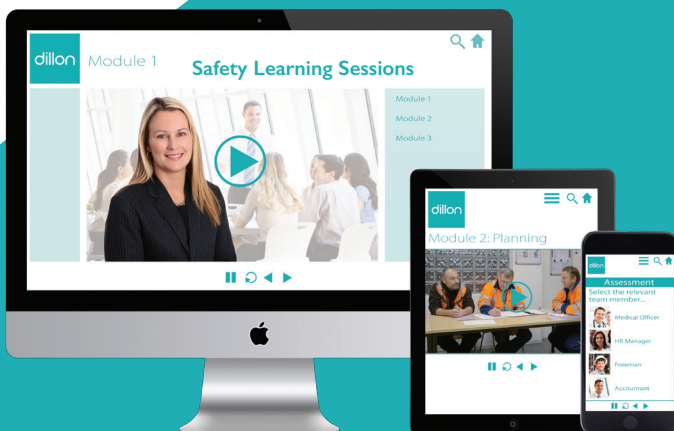 dillon
Module 1
Safety Learning Sessions
Module 1
Module 2
Module 3
dillon
Module 2: Planning
dillon
Assessment
Select the relevant
team member...
Medical Officer
HR Manager
Foreman
Accountant